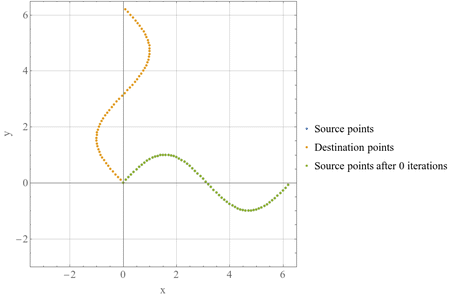 6
4
2
0
−2
−2
0
2
4
6
y
x
Source points
Destination points
Source points after 0 iterations